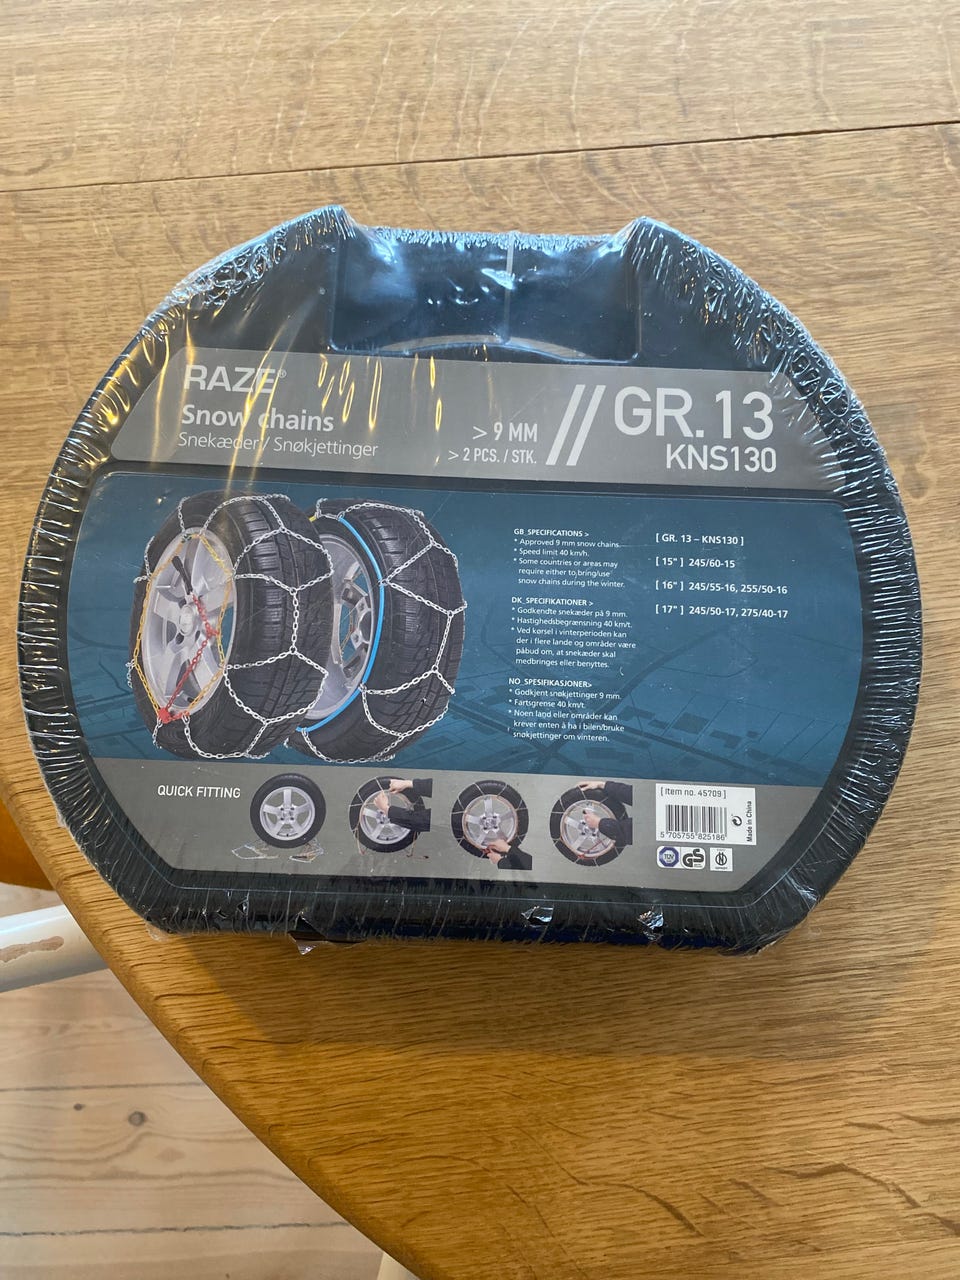 RAZE®
Snow chains
Snekæder / Snøkjettinger
> 9 MM
> 2 PCS. / STK.
// GR.13
KNS130
GB_SPECIFICATIONS >
* Approved 9 mm snow chains.
* Speed limit 40 km/h.
* Some countries or areas may
require either to bring/use
snow chains during the winter.
DK_SPECIFIKATIONER >
* Godkendte snekæder på 9 mm.
* Hastighedsbegrænsning 40 km/t.
* Ved kørsel i vinterperioden kan
der i flere lande og områder være
påbud om, at snekæder skal
medbringes eller benyttes.
NO_SPESIFIKASJONER>
* Godkjent snøkjettinger 9 mm.
* Fartsgrense 40 km/t.
* Noen land eller områder kan
krever enten å ha i bilen/bruke
snøkjettinger om vinteren.
[ GR. 13 – KNS130 ]
[ 15" ] 245/60-15
[ 16" ] 245/55-16, 255/50-16
[ 17" ] 245/50-17, 275/40-17
QUICK FITTING
[ Item no. 45709 ]
5 705755 825186
Made in China
TÜV
GS
N